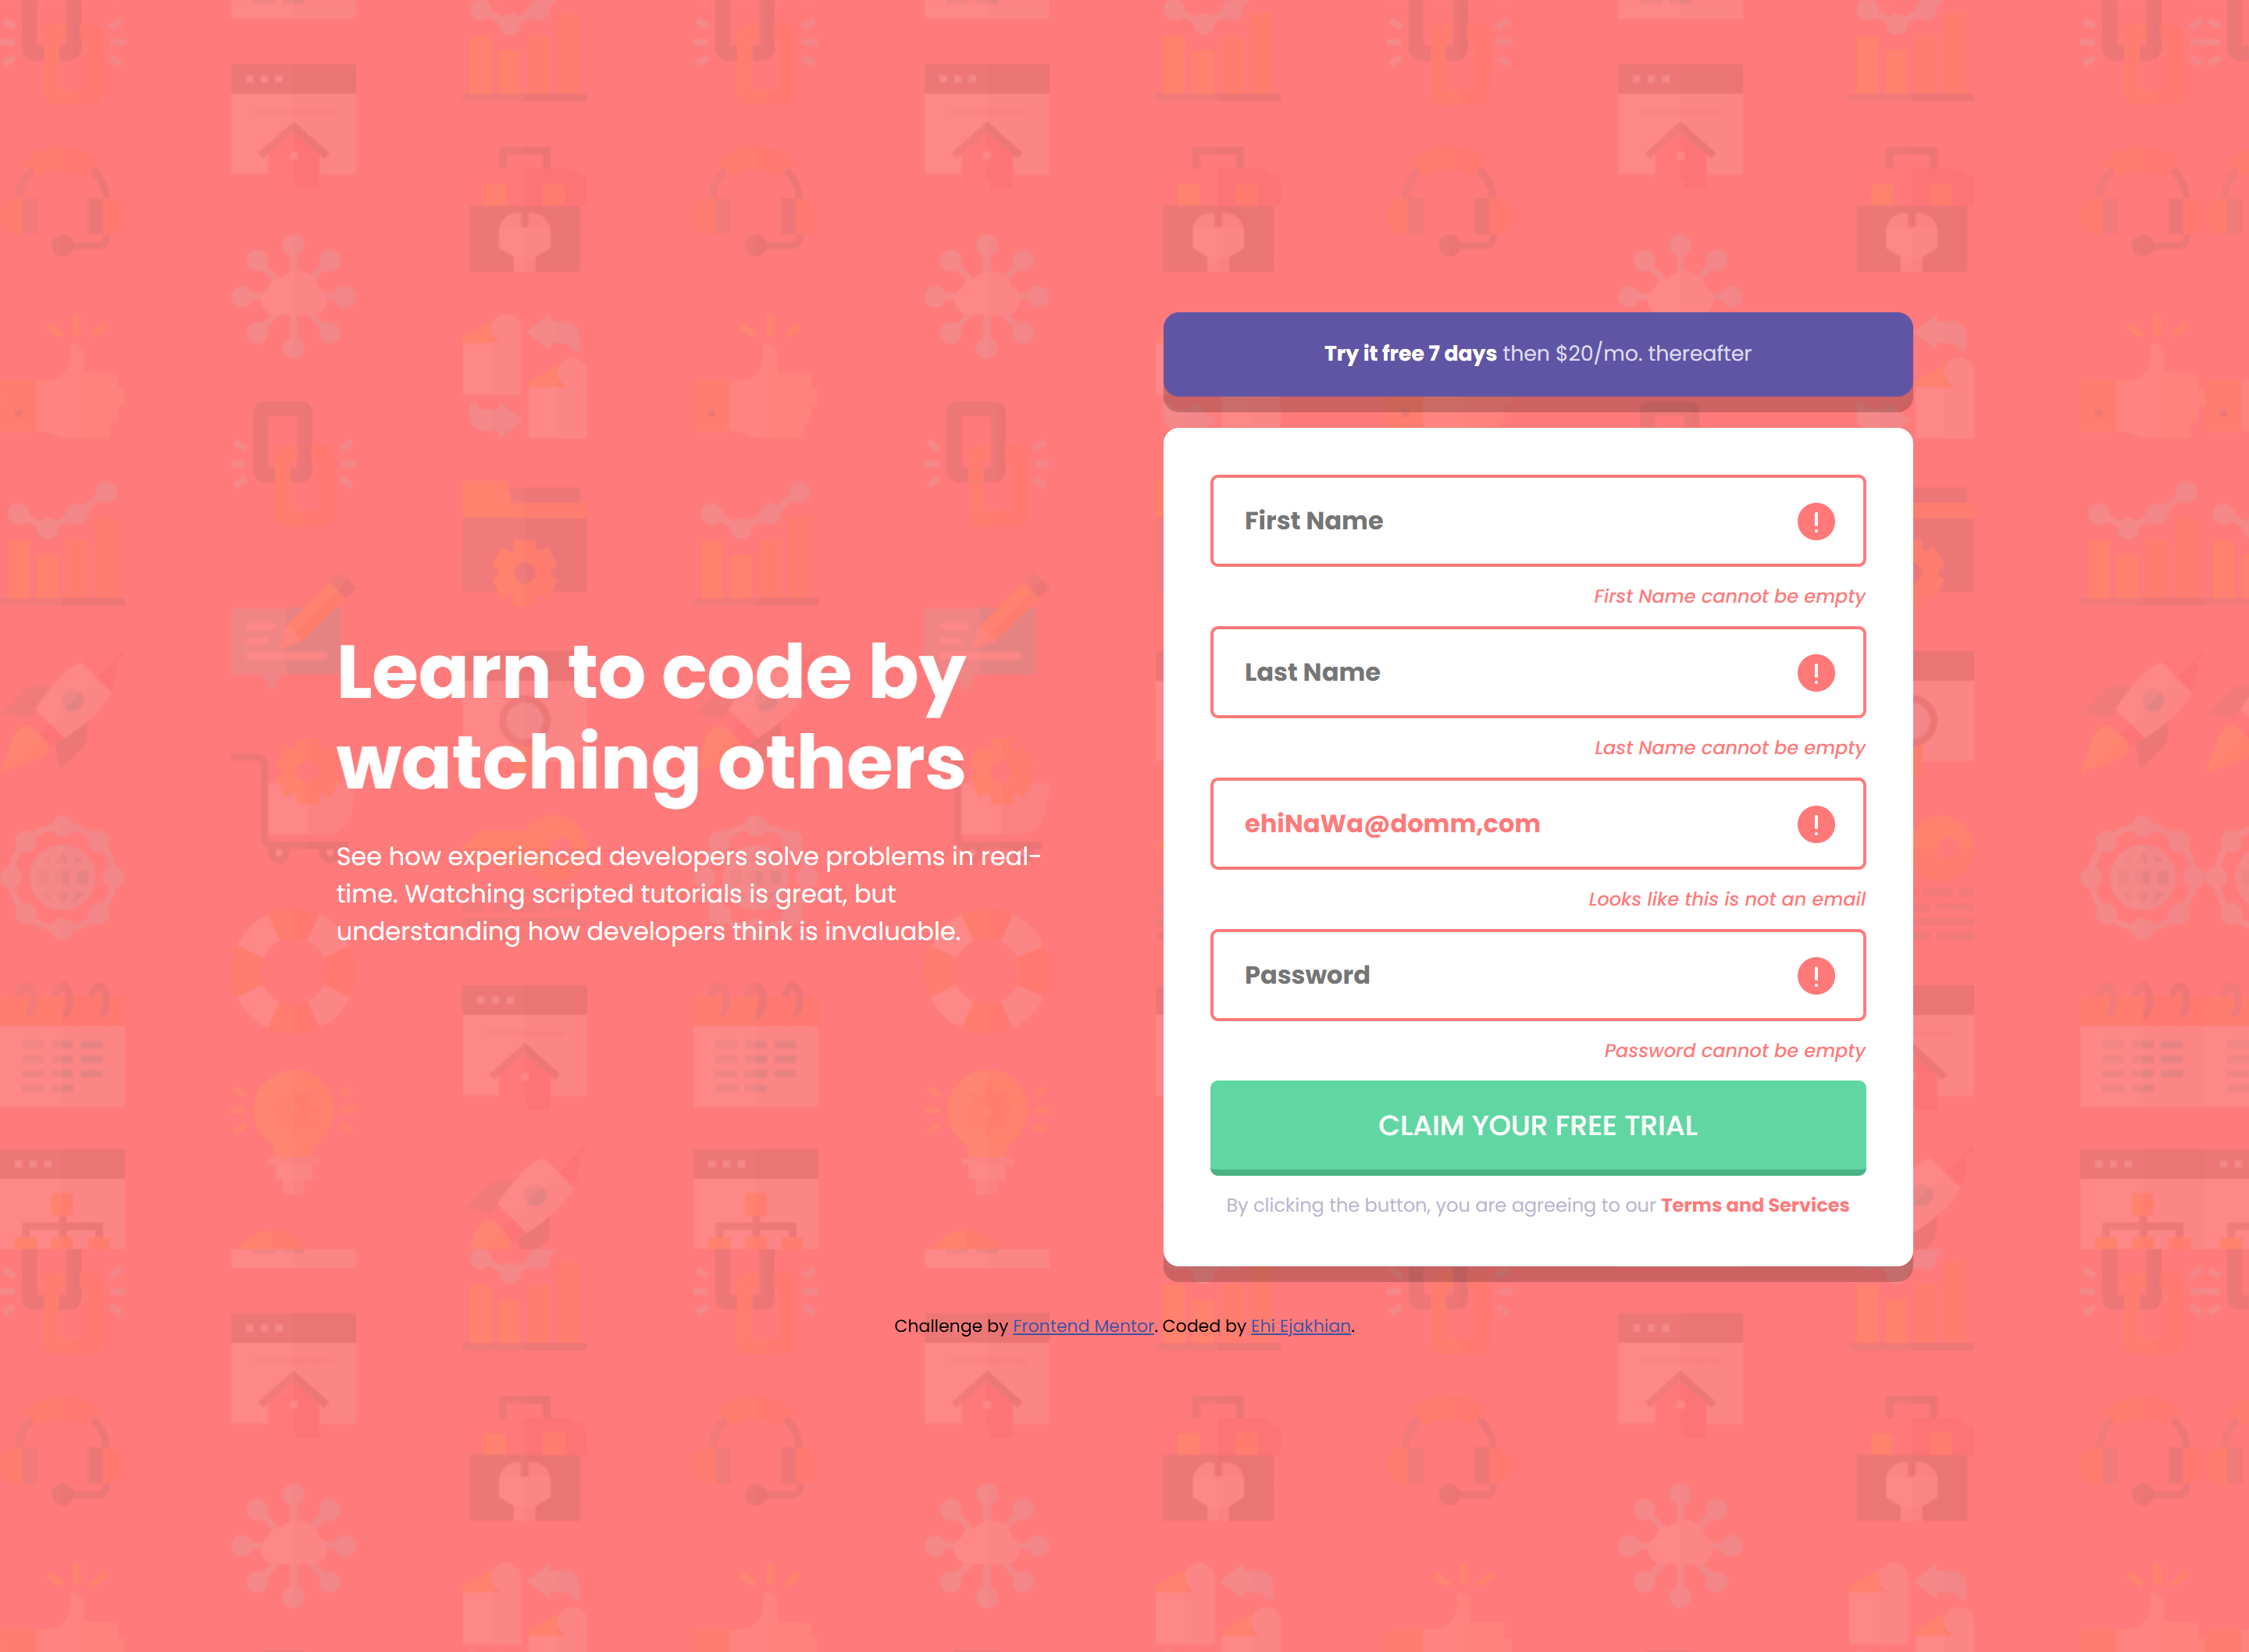 Learn to code by
watching others
See how experienced developers solve problems in real-
time. Watching scripted tutorials is great, but
understanding how developers think is invaluable.
Try it free 7 days then $20/mo. thereafter
First Name
First Name cannot be empty
Last Name
Last Name cannot be empty
ehiNaWa@domm,com
Looks like this is not an email
Password
Password cannot be empty
CLAIM YOUR FREE TRIAL
By clicking the button, you are agreeing to our Terms and Services
Challenge by Frontend Mentor. Coded by Ehi Ejakhian.